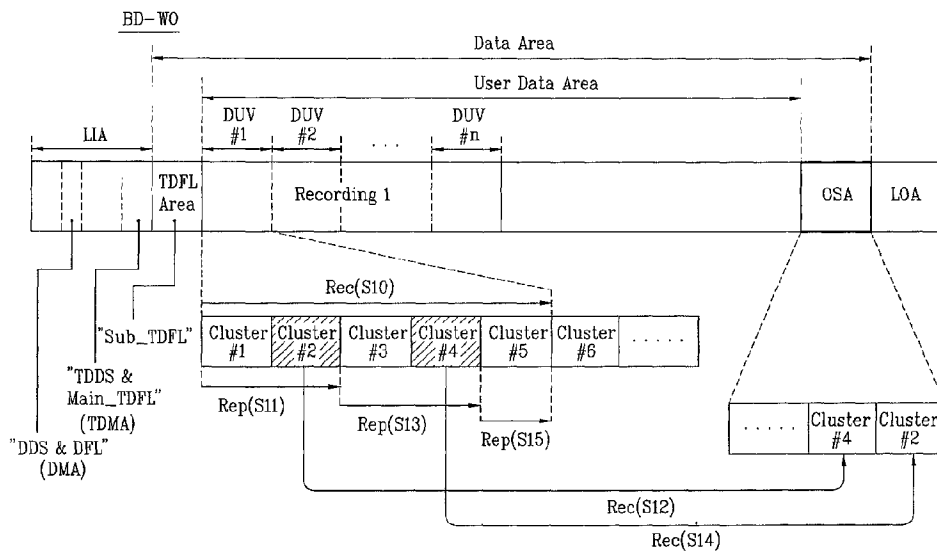 BD-WO
Data Area
User Data Area
LIA
DUV
#1
DUV
#2
. . . .
DUV
#n
TDFL
Area
Recording 1
OSA
LOA
Rec(S10)
"Sub_TDFL"
Cluster
#1
Cluster
#2
Cluster
#3
Cluster
#4
Cluster
#5
Cluster
#6
. . . . .
"TDDS &
Main_TDFL"
(TDMA)
Rep(S11)
Rep(S13)
Rep(S15)
"DDS & DFL"
(DMA)
. . . . .
Cluster
#4
Cluster
#2
Rec(S12)
Rec(S14)